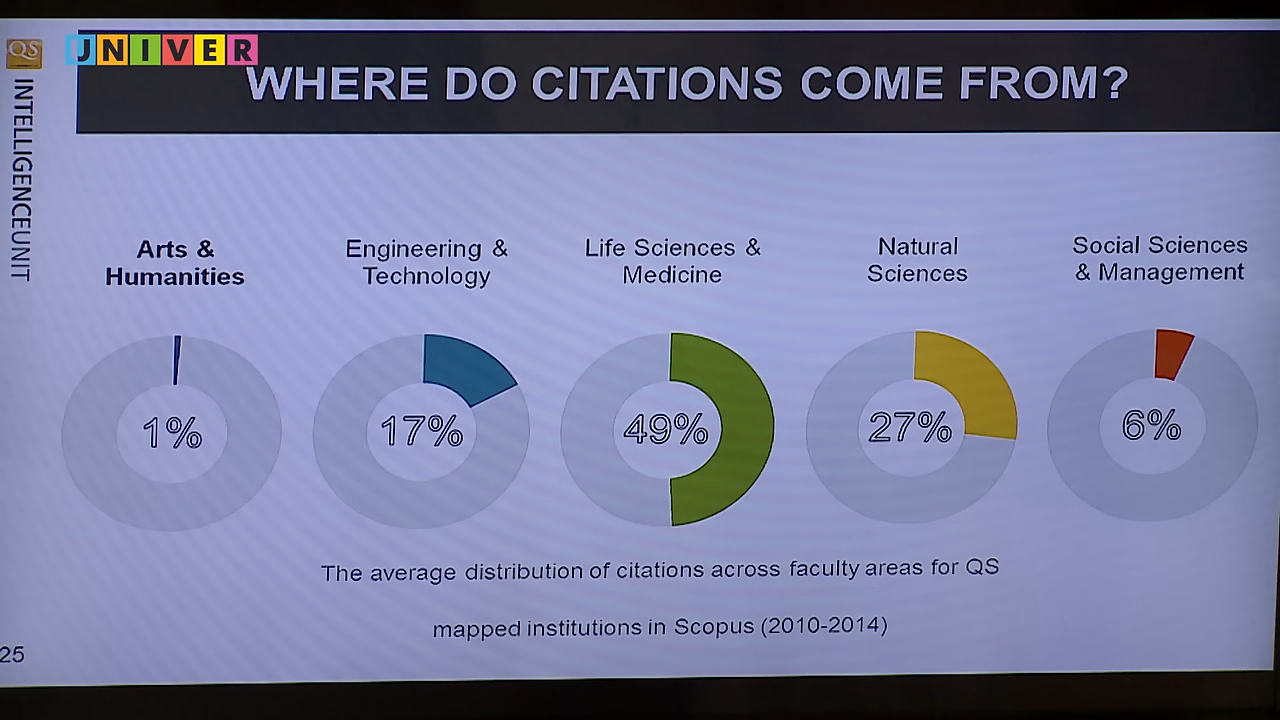 QS
INTELLIGENCEUNIT
UNIVER
WHERE DO CITATIONS COME FROM?
Arts &
Humanities
1%
Engineering &
Technology
17%
Life Sciences &
Medicine
49%
Natural
Sciences
27%
Social Sciences
& Management
6%
The average distribution of citations across faculty areas for QS
mapped institutions in Scopus (2010-2014)
25